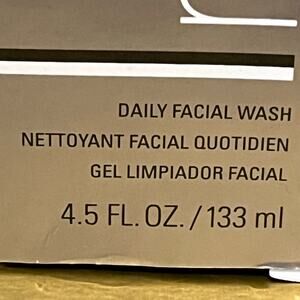 DAILY FACIAL WASH
NETTOYANT FACIAL QUOTIDIEN
GEL LIMPIADOR FACIAL
4.5 FL. OZ. / 133 ml